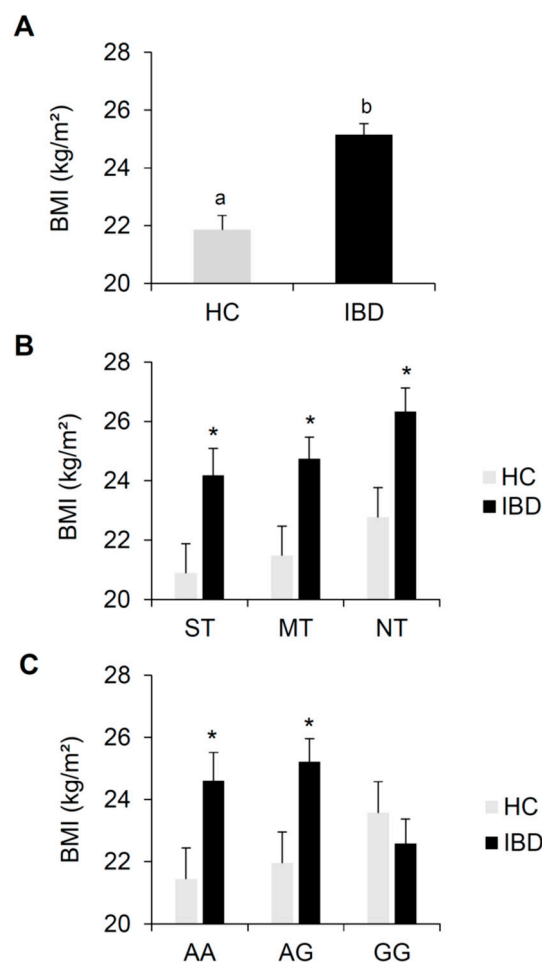 A
BMI (kg/m²)
28
26
24
22
20
a
b
HC IBD
B
BMI (kg/m²)
28
26
24
22
20
* * *
ST MT NT
HC
IBD
C
BMI (kg/m²)
28
26
24
22
20
* *
AA AG GG
HC
IBD